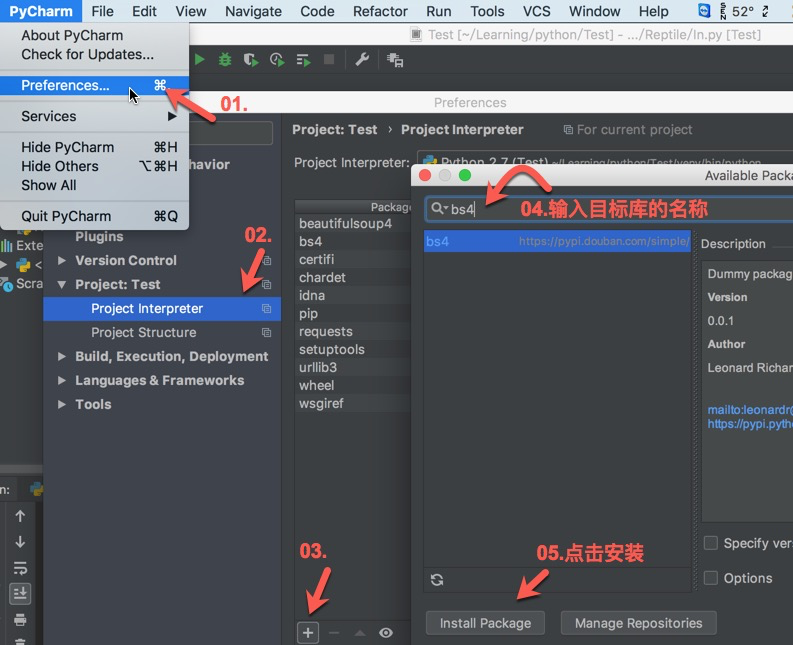 PyCharm File Edit View Navigate Code Refactor Run Tools VCS Window Help 52°
About PyCharm
Check for Updates...
Preferences... ⌘,
Services
Hide PyCharm ⌘H
Hide Others ⌥⌘H
Show All
Quit PyCharm ⌘Q
01.
Test [~/Learning/python/Test] - .../Reptile/In.py [Test]
Preferences
havior
Plugins
Version Control
Project: Test
Project Interpreter
Project Structure
Build, Execution, Deployment
Languages & Frameworks
Tools
02.
Exte
<
Scra
n:
Project: Test › Project Interpreter
For current project
Project Interpreter: Python 2.7 (Test) ~/Learning/python/Test/venv/bin/python
Package
beautifulsoup4
bs4
certifi
chardet
idna
pip
requests
setuptools
urllib3
wheel
wsgiref
03.
Available Packa
bs4
04.输入目标库的名称
bs4 https://pypi.douban.com/simple/
Description
Dummy package
Version
0.0.1
Author
Leonard Richar
mailto:leonardr@
https://pypi.pyth
05.点击安装
Specify vers
Options
Install Package
Manage Repositories